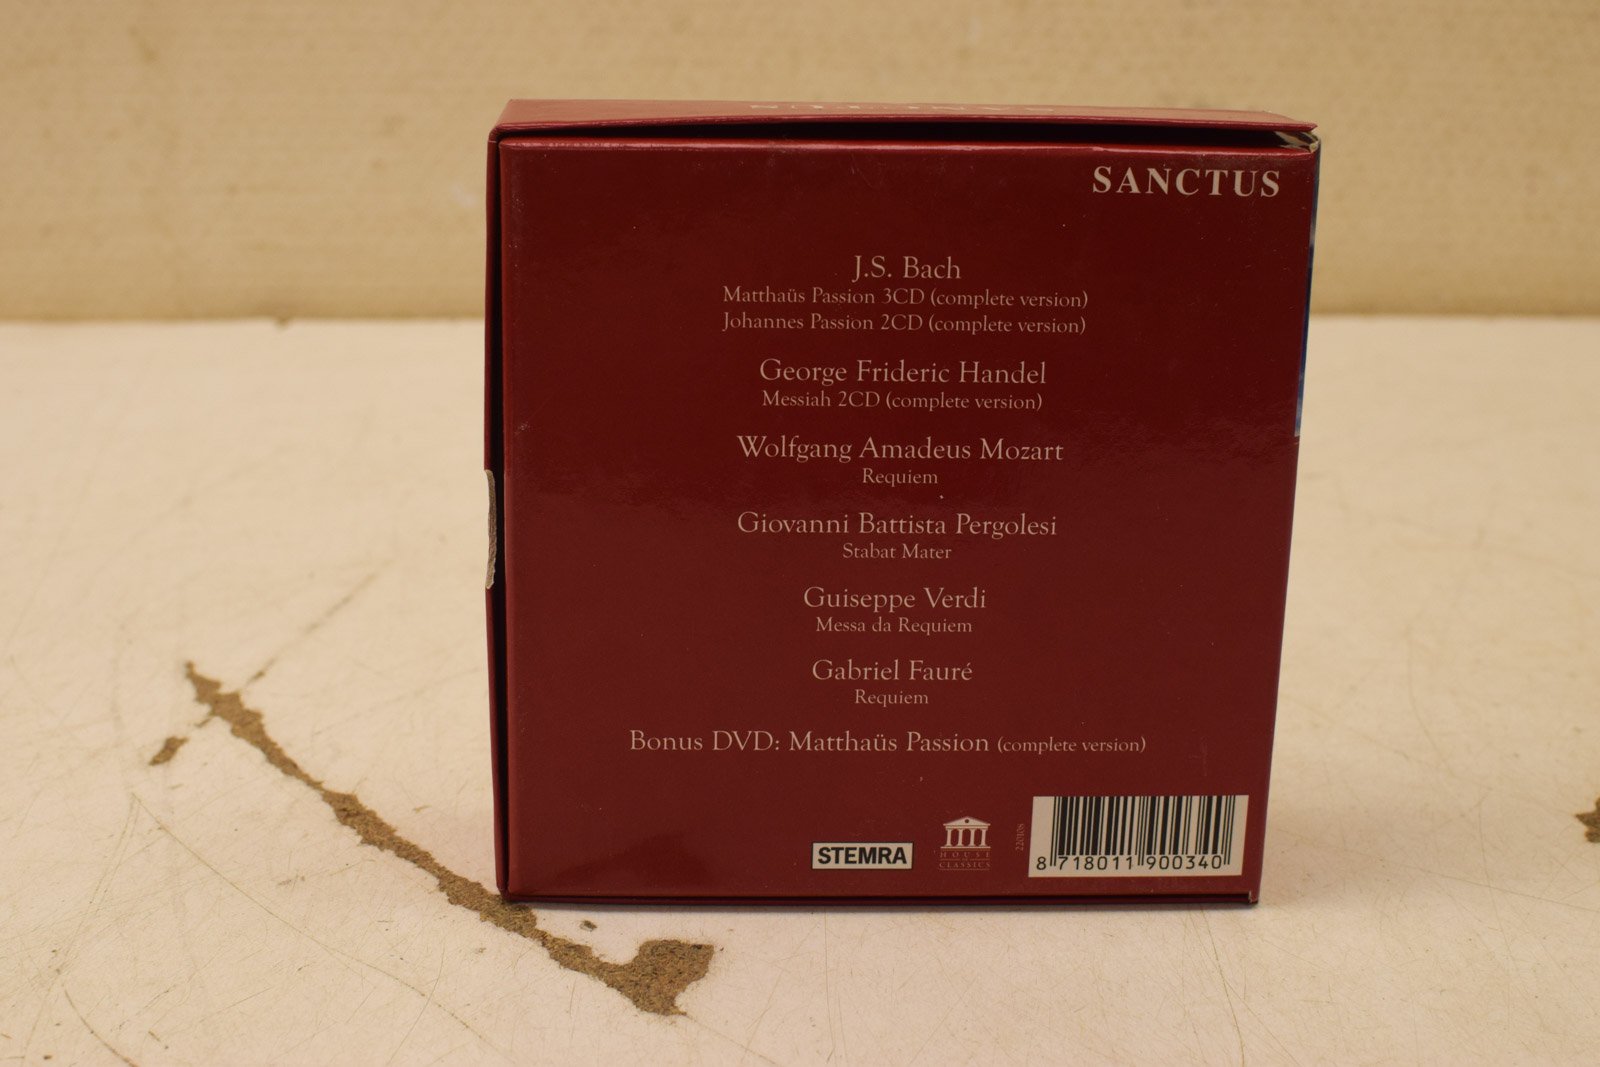 SANCTUS
J.S. Bach
Matthaüs Passion 3CD (complete version)
Johannes Passion 2CD (complete version)
George Frideric Handel
Messiah 2CD (complete version)
Wolfgang Amadeus Mozart
Requiem
Giovanni Battista Pergolesi
Stabat Mater
Guiseppe Verdi
Messa da Requiem
Gabriel Fauré
Requiem
Bonus DVD: Matthaüs Passion (complete version)
STEMRA
HOUSE
CLASSICS
8 718011 900340